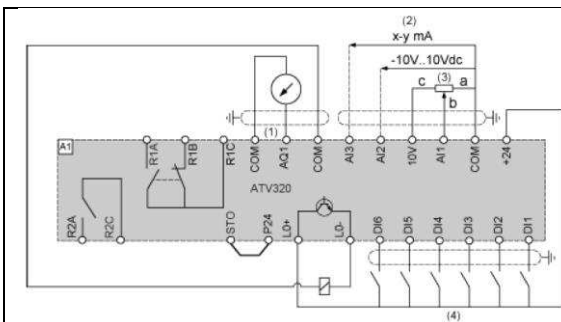 (2)
x-y mA
-10V..10Vdc
c (3) a
b
(1)
A1
R1A R1B R1C COM AQ1 COM AI3 AI2 10V AI1 COM +24
ATV320
R2A R2C STO P24 L0+ L0- DI6 DI5 DI4 DI3 DI2 DI1
(4)